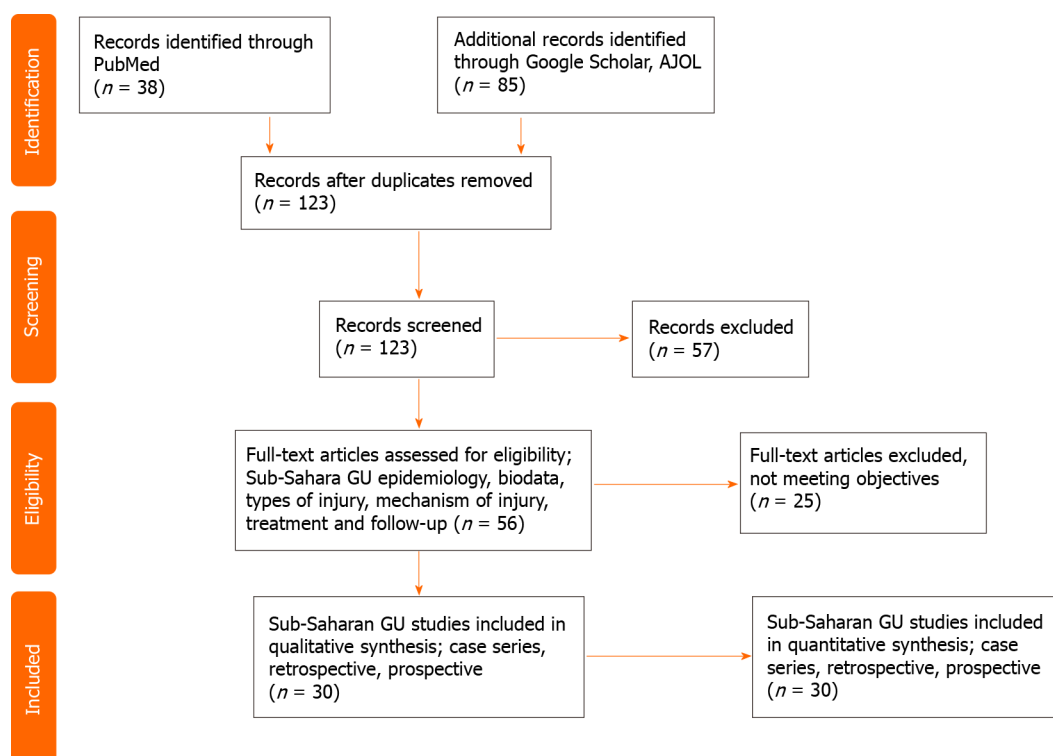 Identification
Records identified through
PubMed
(n = 38)
Additional records identified
through Google Scholar, AJOL
(n = 85)
Records after duplicates removed
(n = 123)
Screening
Records screened
(n = 123)
Records excluded
(n = 57)
Eligibility
Full-text articles assessed for eligibility;
Sub-Sahara GU epidemiology, biodata,
types of injury, mechanism of injury,
treatment and follow-up (n = 56)
Full-text articles excluded,
not meeting objectives
(n = 25)
Included
Sub-Saharan GU studies included in
qualitative synthesis; case series,
retrospective, prospective
(n = 30)
Sub-Saharan GU studies included
in quantitative synthesis; case
series, retrospective, prospective
(n = 30)